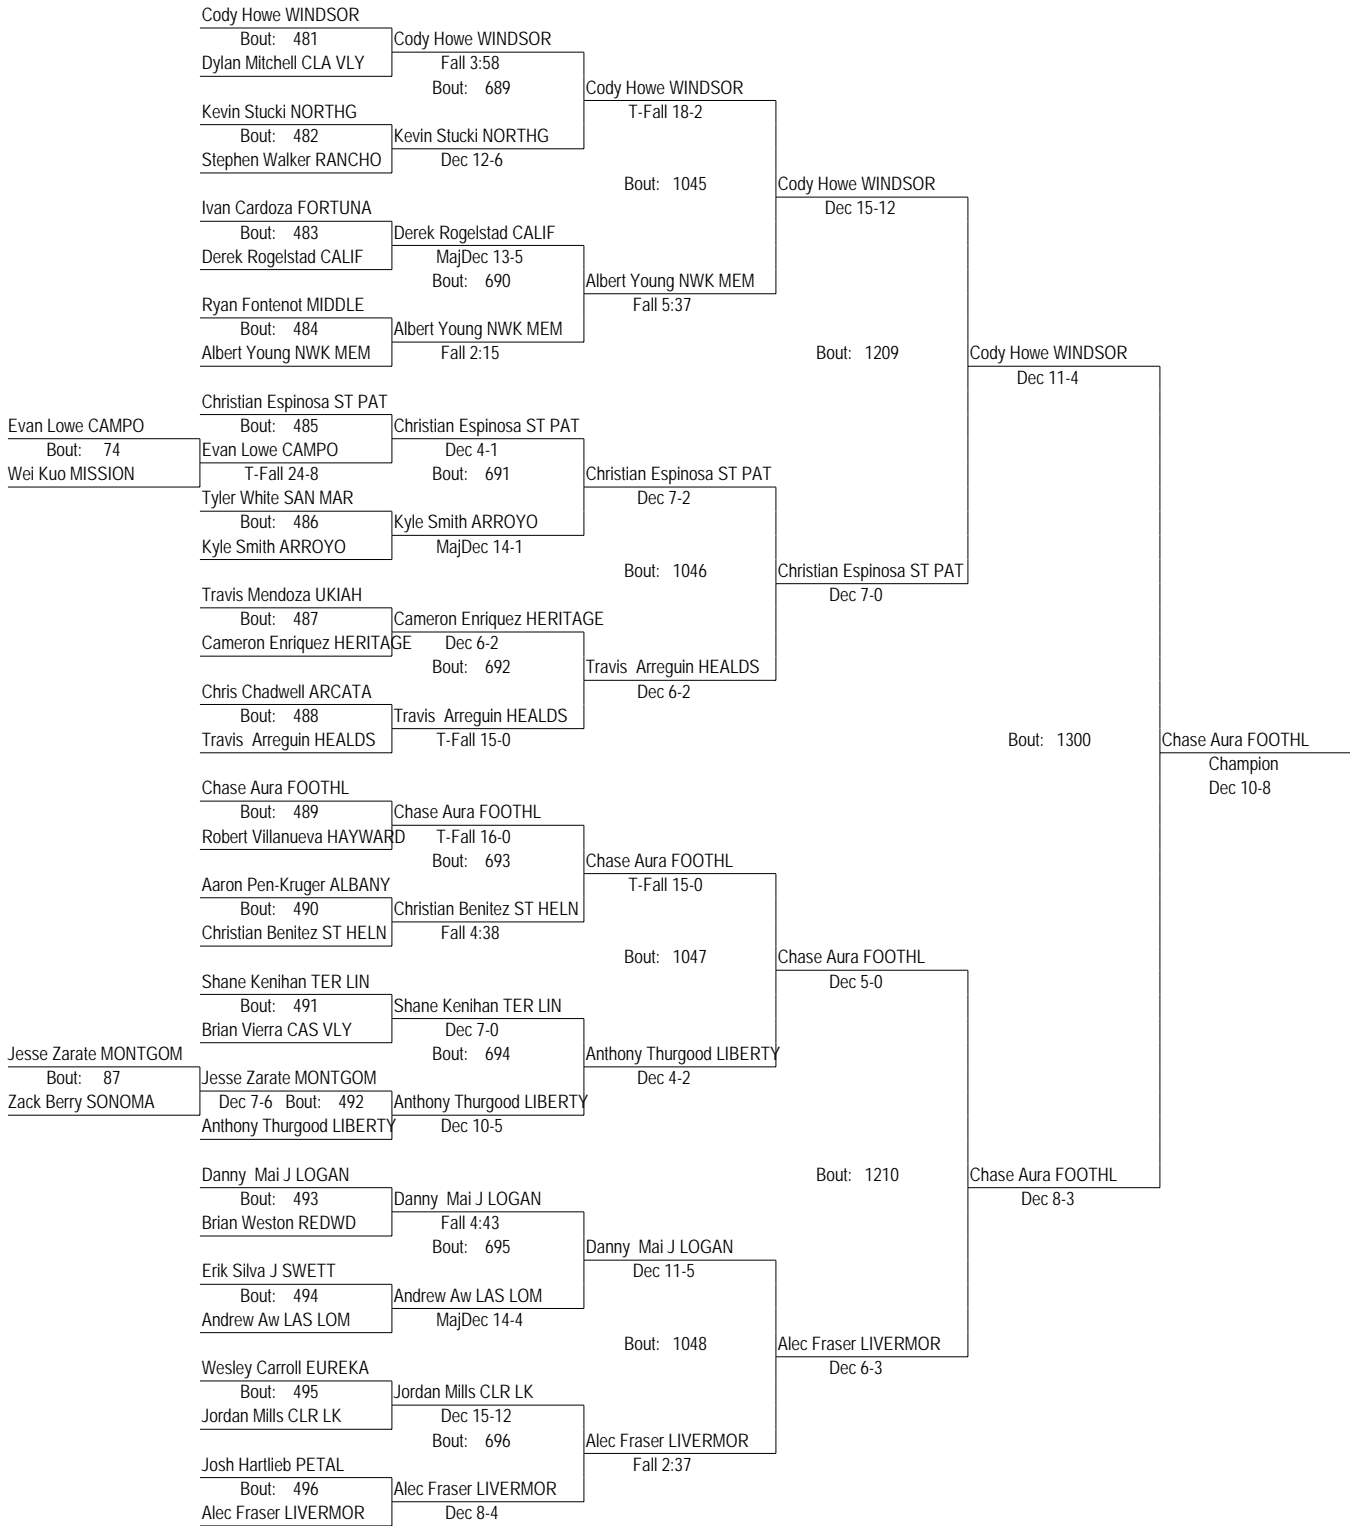 Cody Howe WINDSOR
Bout: 481 Cody Howe WINDSOR
Dylan Mitchell CLA VLY Fall 3:58
Bout: 689 Cody Howe WINDSOR
Kevin Stucki NORTHG T-Fall 18-2
Bout: 482 Kevin Stucki NORTHG
Stephen Walker RANCHO Dec 12-6
Bout: 1045 Cody Howe WINDSOR
Ivan Cardoza FORTUNA Dec 15-12
Bout: 483 Derek Rogelstad CALIF
Derek Rogelstad CALIF MajDec 13-5
Bout: 690 Albert Young NWK MEM
Ryan Fontenot MIDDLE Fall 5:37
Bout: 484 Albert Young NWK MEM
Albert Young NWK MEM Fall 2:15 Bout: 1209 Cody Howe WINDSOR
Dec 11-4
Christian Espinosa ST PAT
Evan Lowe CAMPO Bout: 485 Christian Espinosa ST PAT
Bout: 74 Evan Lowe CAMPO Dec 4-1
Wei Kuo MISSION T-Fall 24-8 Bout: 691 Christian Espinosa ST PAT
Tyler White SAN MAR Dec 7-2
Bout: 486 Kyle Smith ARROYO
Kyle Smith ARROYO MajDec 14-1
Bout: 1046 Christian Espinosa ST PAT
Travis Mendoza UKIAH Dec 7-0
Bout: 487 Cameron Enriquez HERITAGE
Cameron Enriquez HERITAGE Dec 6-2
Bout: 692 Travis Arreguin HEALDS
Chris Chadwell ARCATA Dec 6-2
Bout: 488 Travis Arreguin HEALDS
Travis Arreguin HEALDS T-Fall 15-0 Bout: 1300 Chase Aura FOOTHL
Champion
Chase Aura FOOTHL Dec 10-8
Bout: 489 Chase Aura FOOTHL
Robert Villanueva HAYWARD T-Fall 16-0
Bout: 693 Chase Aura FOOTHL
Aaron Pen-Kruger ALBANY T-Fall 15-0
Bout: 490 Christian Benitez ST HELN
Christian Benitez ST HELN Fall 4:38
Bout: 1047 Chase Aura FOOTHL
Shane Kenihan TER LIN Dec 5-0
Bout: 491 Shane Kenihan TER LIN
Brian Vierra CAS VLY Dec 7-0
Jesse Zarate MONTGOM Bout: 694 Anthony Thurgood LIBERTY
Bout: 87 Jesse Zarate MONTGOM Dec 4-2
Zack Berry SONOMA Dec 7-6 Bout: 492 Anthony Thurgood LIBERTY
Anthony Thurgood LIBERTY Dec 10-5
Danny Mai J LOGAN Bout: 1210 Chase Aura FOOTHL
Bout: 493 Danny Mai J LOGAN Dec 8-3
Brian Weston REDWD Fall 4:43
Bout: 695 Danny Mai J LOGAN
Erik Silva J SWETT Dec 11-5
Bout: 494 Andrew Aw LAS LOM
Andrew Aw LAS LOM MajDec 14-4
Bout: 1048 Alec Fraser LIVERMOR
Wesley Carroll EUREKA Dec 6-3
Bout: 495 Jordan Mills CLR LK
Jordan Mills CLR LK Dec 15-12
Bout: 696 Alec Fraser LIVERMOR
Josh Hartlieb PETAL Fall 2:37
Bout: 496 Alec Fraser LIVERMOR
Alec Fraser LIVERMOR Dec 8-4